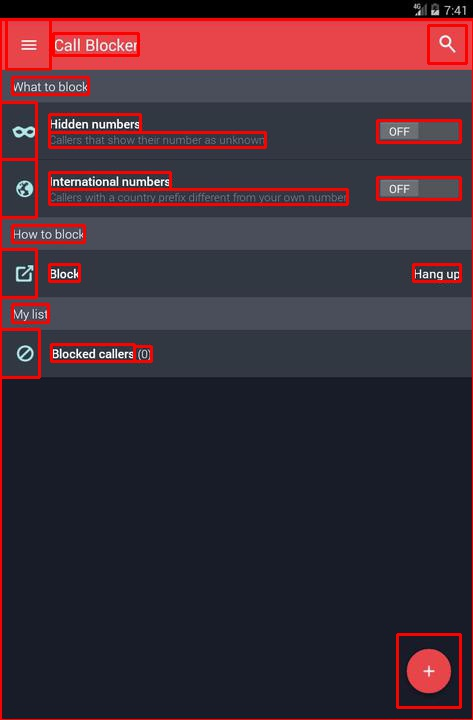 4G 7:41
Call Blocker
What to block
Hidden numbers
Callers that show their number as unknown
OFF
International numbers
Callers with a country prefix different from your own number
OFF
How to block
Block
Hang up
My list
Blocked callers (0)